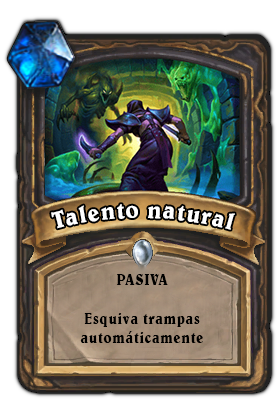 Talento natural
PASIVA
Esquiva trampas
automáticamente